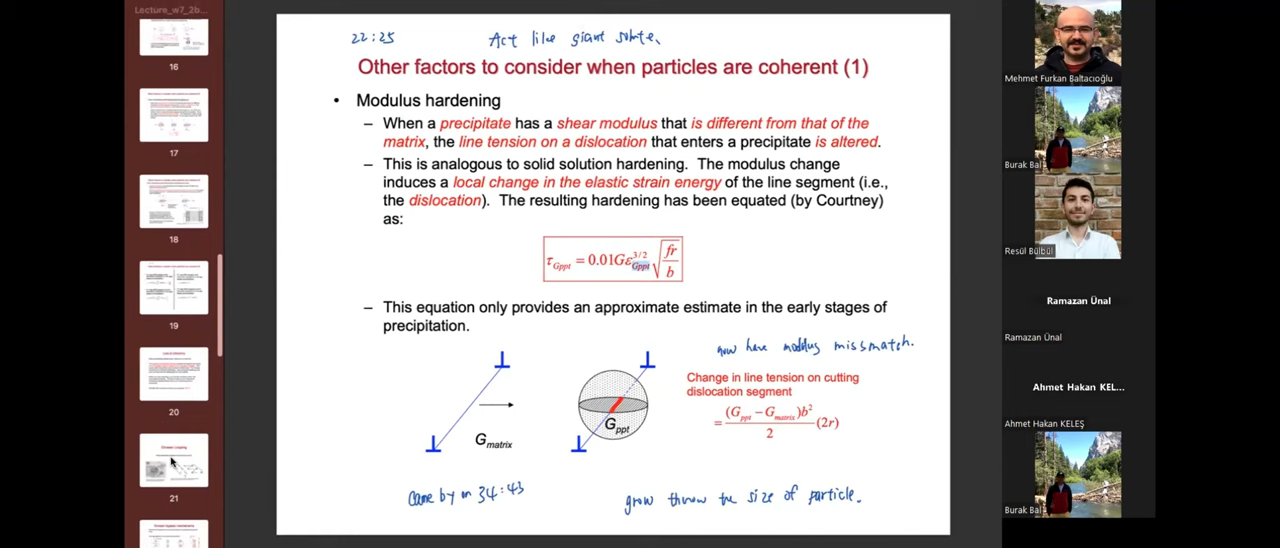 Lecture_w7_2b...
16
17
18
19
20
21
22:25 Act like giant solute.
Other factors to consider when particles are coherent (1)
• Modulus hardening
– When a precipitate has a shear modulus that is different from that of the
matrix, the line tension on a dislocation that enters a precipitate is altered.
– This is analogous to solid solution hardening. The modulus change
induces a local change in the elastic strain energy of the line segment (i.e.,
the dislocation). The resulting hardening has been equated (by Courtney)
as:
τGppt = 0.01GεGppt^3/2 √(fr/b)
– This equation only provides an approximate estimate in the early stages of
precipitation.
now have modulus missmatch.
Change in line tension on cutting
dislocation segment
= (Gppt − Gmatrix)b²/2 (2r)
Gmatrix
Gppt
came by in 34:43
grow throw the size of particle.
Mehmet Furkan Baltacıoğlu
Burak Bal
Resül Bülbül
Ramazan Ünal
Ramazan Ünal
Ahmet Hakan KEL...
Ahmet Hakan KELEŞ
Burak Bal